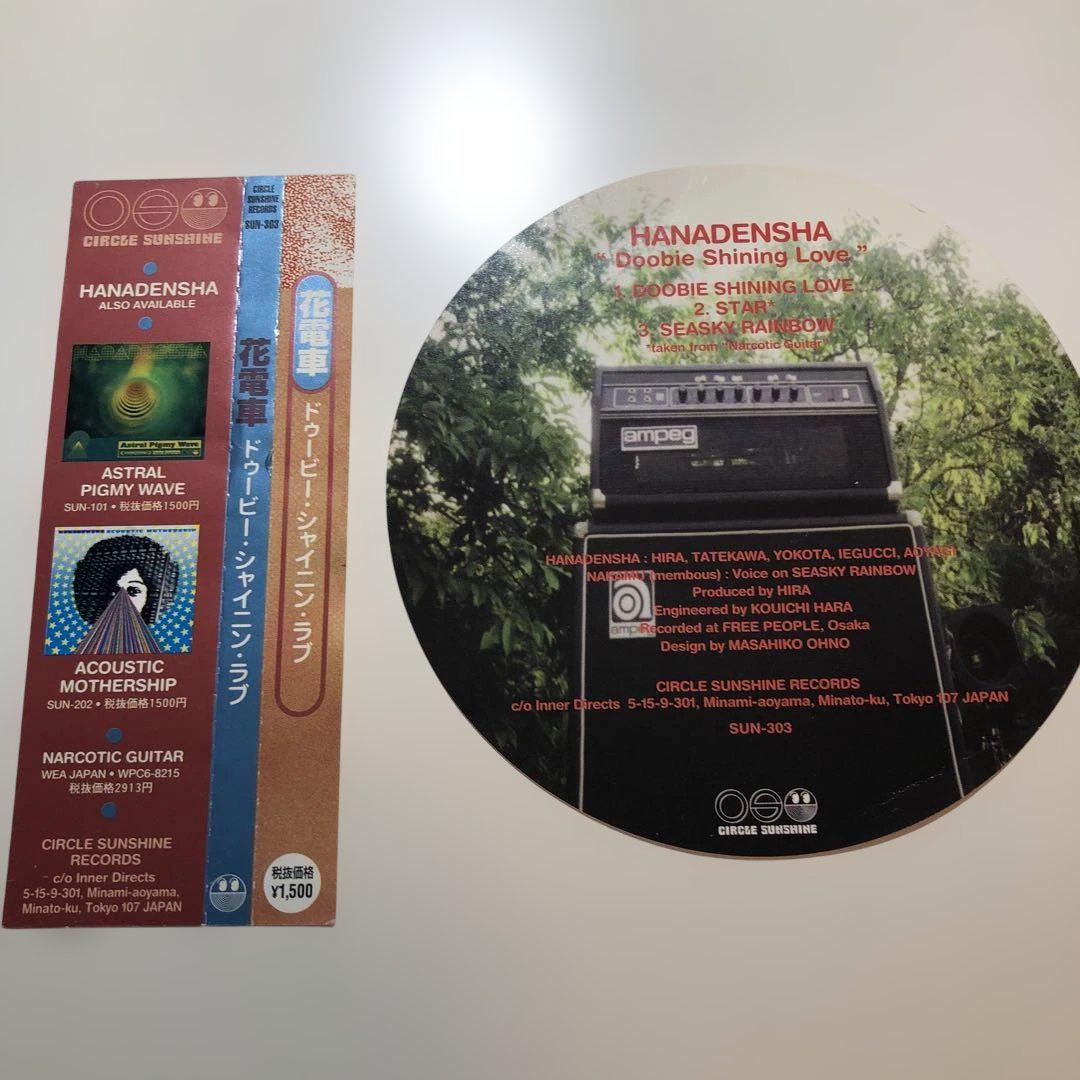 CIRCLE SUNSHINE
HANADENSHA
ALSO AVAILABLE
Astral Pigmy Wave
ASTRAL
PIGMY WAVE
SUN-101 • 税抜価格1500円
ACOUSTIC MOTHERSHIP
ACOUSTIC
MOTHERSHIP
SUN-202 • 税抜価格1500円
NARCOTIC GUITAR
WEA JAPAN • WPC6-8215
税抜価格2913円
CIRCLE SUNSHINE
RECORDS
c/o Inner Directs
5-15-9-301, Minami-aoyama,
Minato-ku, Tokyo 107 JAPAN
CIRCLE
SUNSHINE
RECORDS
SUN-303
花電車 ドゥービー・シャイニン・ラブ
花電車
ドゥービー・シャイニン・ラブ
税抜価格
¥1,500
HANADENSHA
“ Doobie Shining Love ”
1. DOOBIE SHINING LOVE
2. STAR*
3. SEASKY RAINBOW
*taken from "Narcotic Guitar"
ampeg
HANADENSHA : HIRA, TATEKAWA, YOKOTA, IEGUCCI, AOYAGI
NAKAMO (membous) : Voice on SEASKY RAINBOW
Produced by HIRA
Engineered by KOUICHI HARA
Recorded at FREE PEOPLE, Osaka
Design by MASAHIKO OHNO
CIRCLE SUNSHINE RECORDS
c/o Inner Directs 5-15-9-301, Minami-aoyama, Minato-ku, Tokyo 107 JAPAN
SUN-303
CIRCLE SUNSHINE